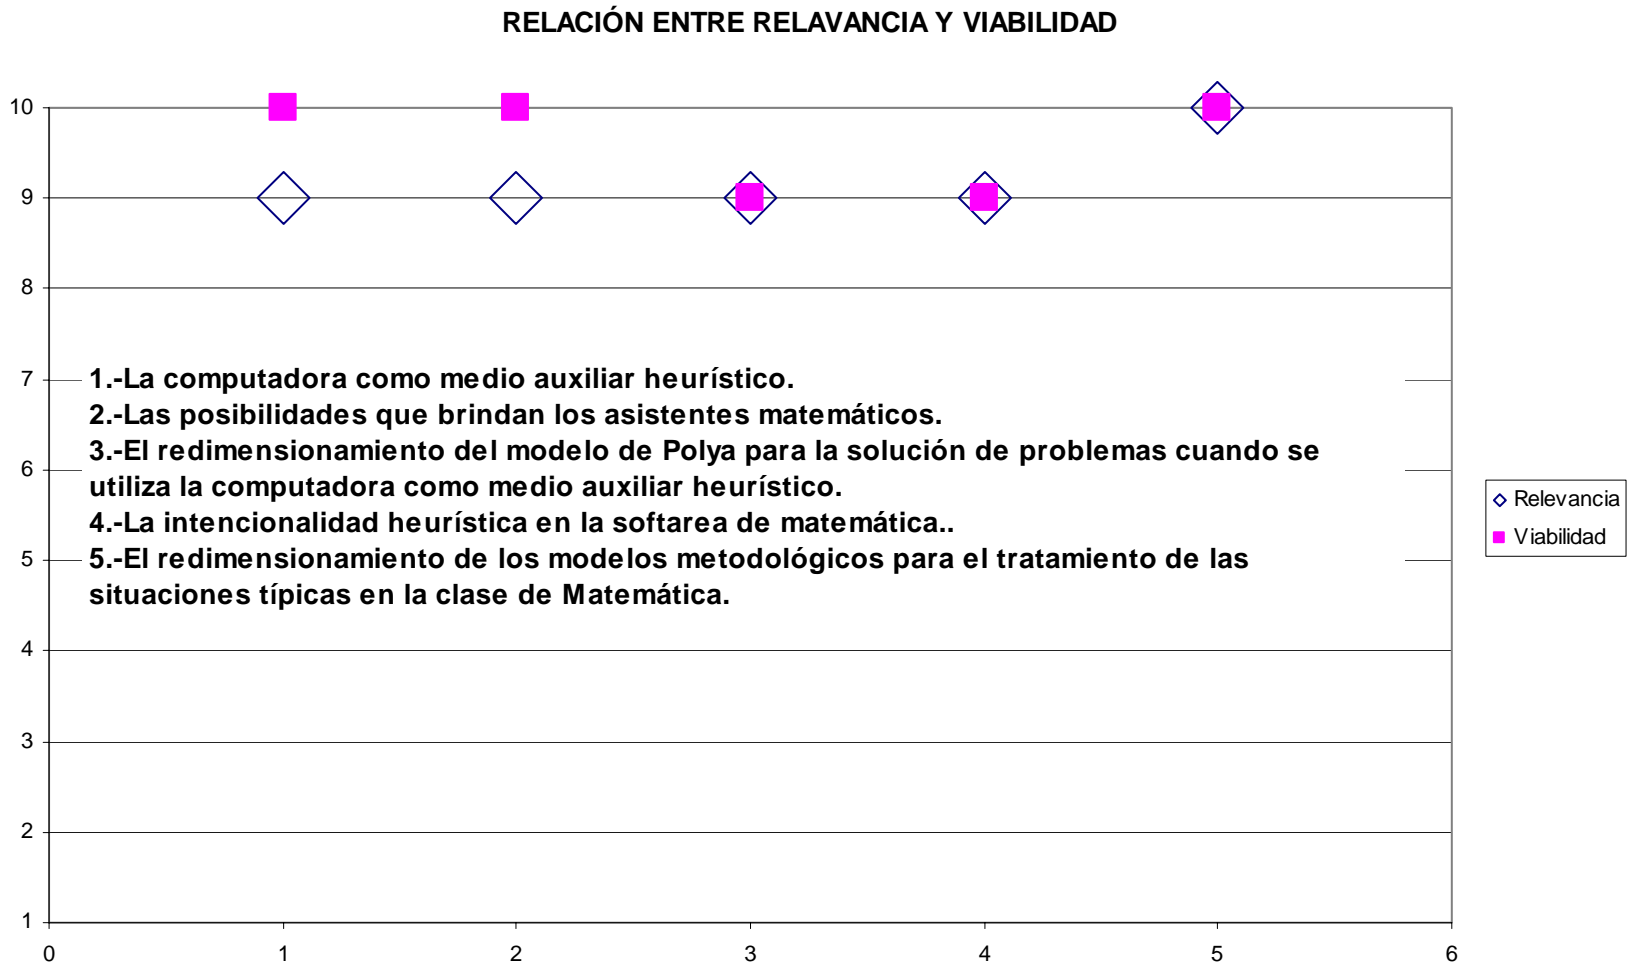 RELACIÓN ENTRE RELAVANCIA Y VIABILIDAD
10
9
8
7
6
5
4
3
2
1
1.-La computadora como medio auxiliar heurístico.
2.-Las posibilidades que brindan los asistentes matemáticos.
3.-El redimensionamiento del modelo de Polya para la solución de problemas cuando se
utiliza la computadora como medio auxiliar heurístico.
4.-La intencionalidad heurística en la softarea de matemática..
5.-El redimensionamiento de los modelos metodológicos para el tratamiento de las
situaciones típicas en la clase de Matemática.
Relevancia
Viabilidad
0 1 2 3 4 5 6